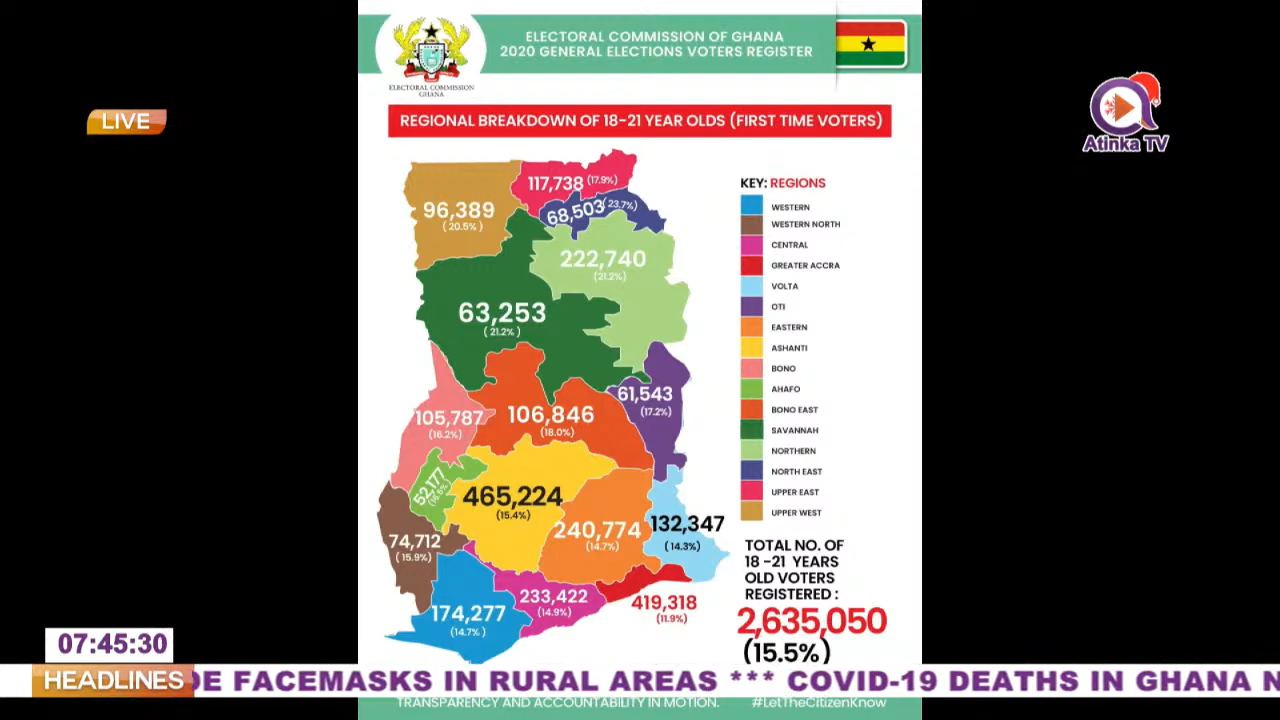 ELECTORAL COMMISSION OF GHANA
2020 GENERAL ELECTIONS VOTERS REGISTER
ELECTORAL COMMISSION
GHANA
LIVE
Atinka TV
REGIONAL BREAKDOWN OF 18-21 YEAR OLDS (FIRST TIME VOTERS)
117,738 (17.9%)
96,389
(20.5%)
68,503 (23.7%)
222,740
(21.2%)
63,253
(21.2%)
61,543
(17.2%)
105,787
(16.2%)
106,846
(18.0%)
52,177
465,224
(15.4%)
240,774
(14.7%)
132,347
(14.3%)
74,712
(15.9%)
174,277
(14.7%)
233,422
(14.9%)
419,318
(11.9%)
KEY: REGIONS
WESTERN
WESTERN NORTH
CENTRAL
GREATER ACCRA
VOLTA
OTI
EASTERN
ASHANTI
BONO
AHAFO
BONO EAST
SAVANNAH
NORTHERN
NORTH EAST
UPPER EAST
UPPER WEST
TOTAL NO. OF
18 -21 YEARS
OLD VOTERS
REGISTERED :
2,635,050
(15.5%)
07:45:30
HEADLINES
DE FACEMASKS IN RURAL AREAS *** COVID-19 DEATHS IN GHANA N
TRANSPARENCY AND ACCOUNTABILITY IN MOTION. #LetTheCitizenKnow